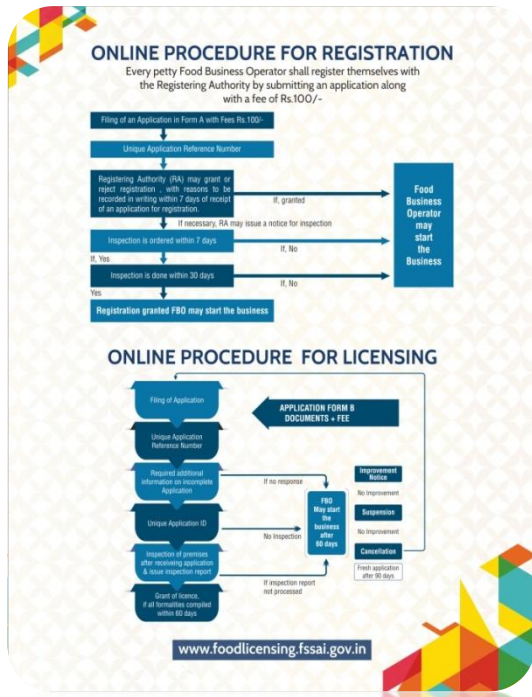 ONLINE PROCEDURE FOR REGISTRATION
Every petty Food Business Operator shall register themselves with
the Registering Authority by submitting an application along
with a fee of Rs.100/-
Filing of an Application in Form A with Fees Rs.100/-
Unique Application Reference Number
Registering Authority (RA) may grant or
reject registration , with reasons to be
recorded in writing within 7 days of receipt
of an application for registration.
If, granted
Food
Business
Operator
may
start
the
Business
If necessary, RA may issue a notice for inspection
Inspection is ordered within 7 days
If, No
If, Yes
Inspection is done within 30 days
If, No
Yes
Registration granted FBO may start the business
ONLINE PROCEDURE FOR LICENSING
Filing of Application
APPLICATION FORM B
DOCUMENTS + FEE
Unique Application
Reference Number
Required additional
information on incomplete
Application
If no response
Unique Application ID
No Inspection
Inspection of premises
after receiveing application
& issue inspection report
If inspection report
not processed
Grant of licence,
if all formalities compiled
within 60 days
FBO
May start
the
business
after
60 days
Improvement
Notice
No Improvement
Suspension
No Improvement
Cancellation
Fresh application
after 90 days
www.foodlicensing.fssai.gov.in